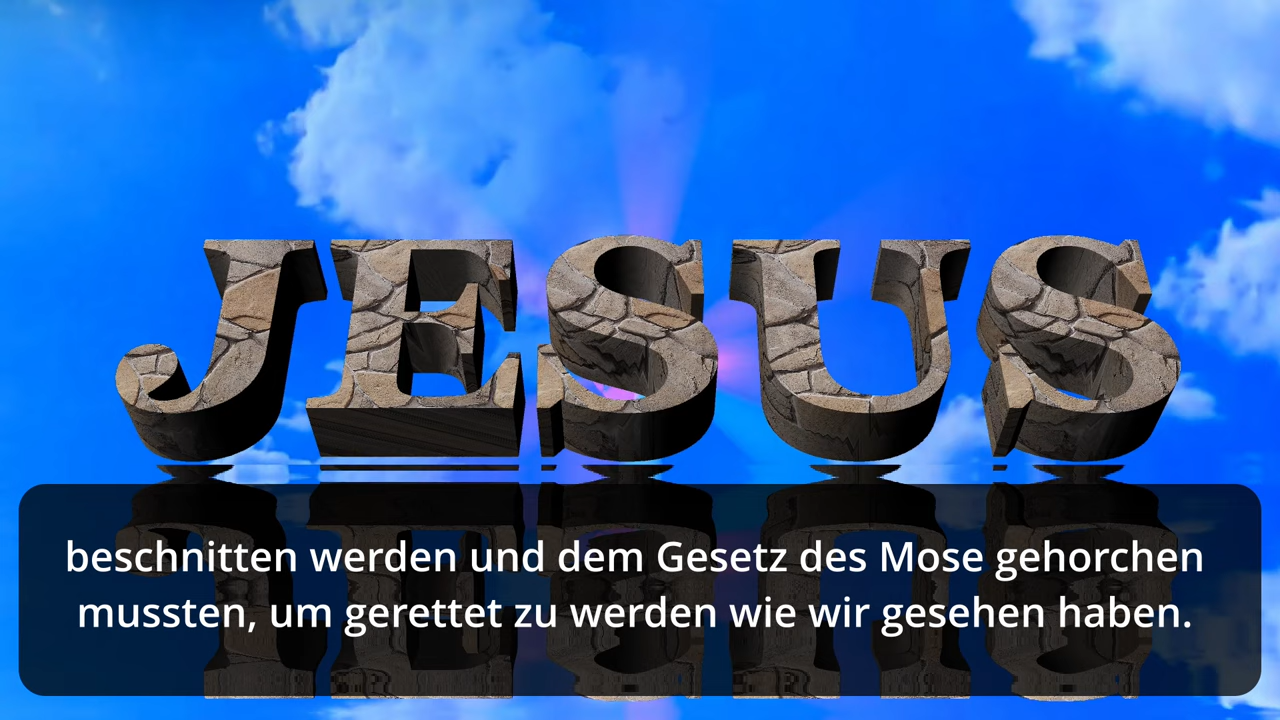 JESUS
beschnitten werden und dem Gesetz des Mose gehorchen
mussten, um gerettet zu werden wie wir gesehen haben.